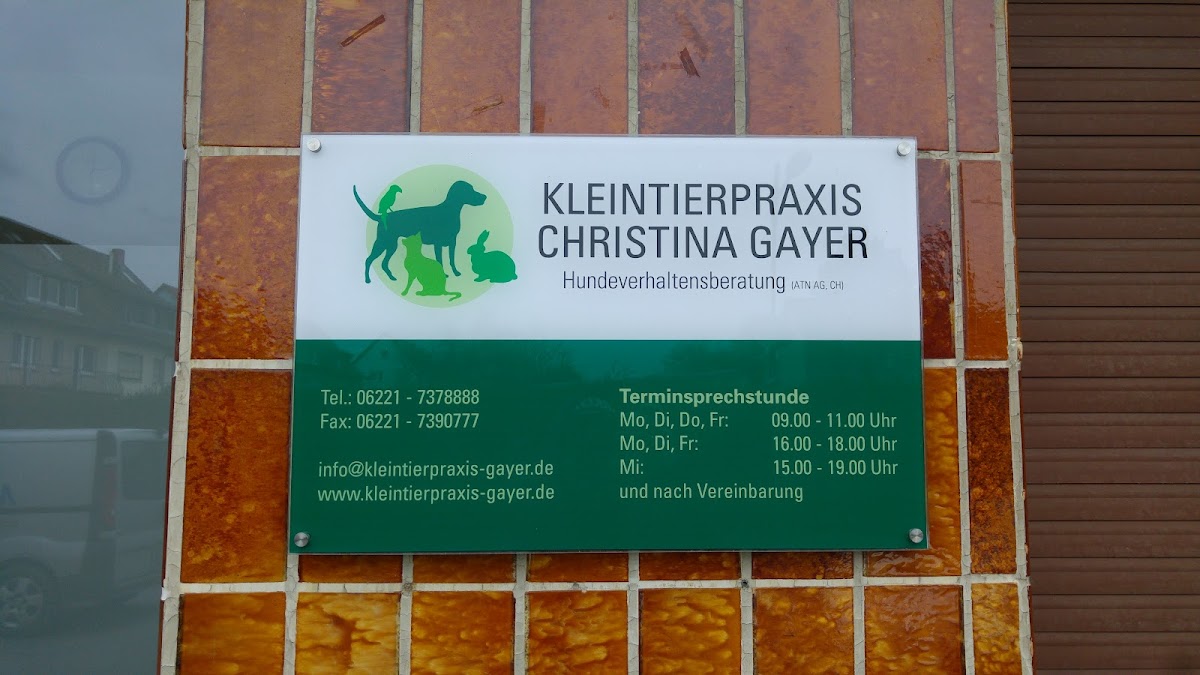 KLEINTIERPRAXIS
CHRISTINA GAYER
Hundeverhaltensberatung (ATN AG, CH)
Tel.: 06221 - 7378888
Fax: 06221 - 7390777
info@kleintierpraxis-gayer.de
www.kleintierpraxis-gayer.de
Terminsprechstunde
Mo, Di, Do, Fr: 09.00 - 11.00 Uhr
Mo, Di, Fr: 16.00 - 18.00 Uhr
Mi: 15.00 - 19.00 Uhr
und nach Vereinbarung